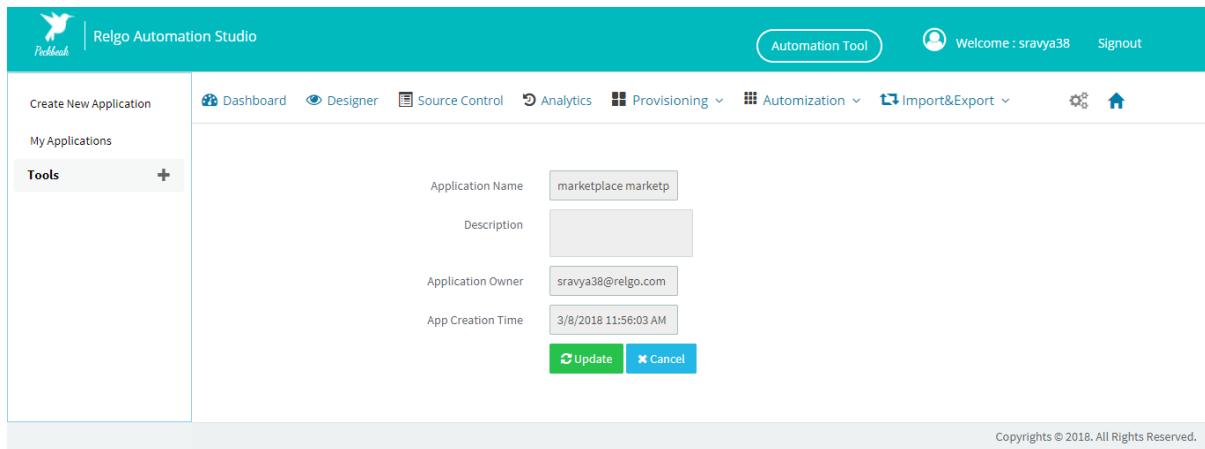 Peckbeak
Relgo Automation Studio
Automation Tool
Welcome : sravya38
Signout
Create New Application
My Applications
Tools
Dashboard
Designer
Source Control
Analytics
Provisioning
Automization
Import&Export
Application Name
marketplace marketp
Description
Application Owner
sravya38@relgo.com
App Creation Time
3/8/2018 11:56:03 AM
Update
Cancel
Copyrights © 2018. All Rights Reserved.